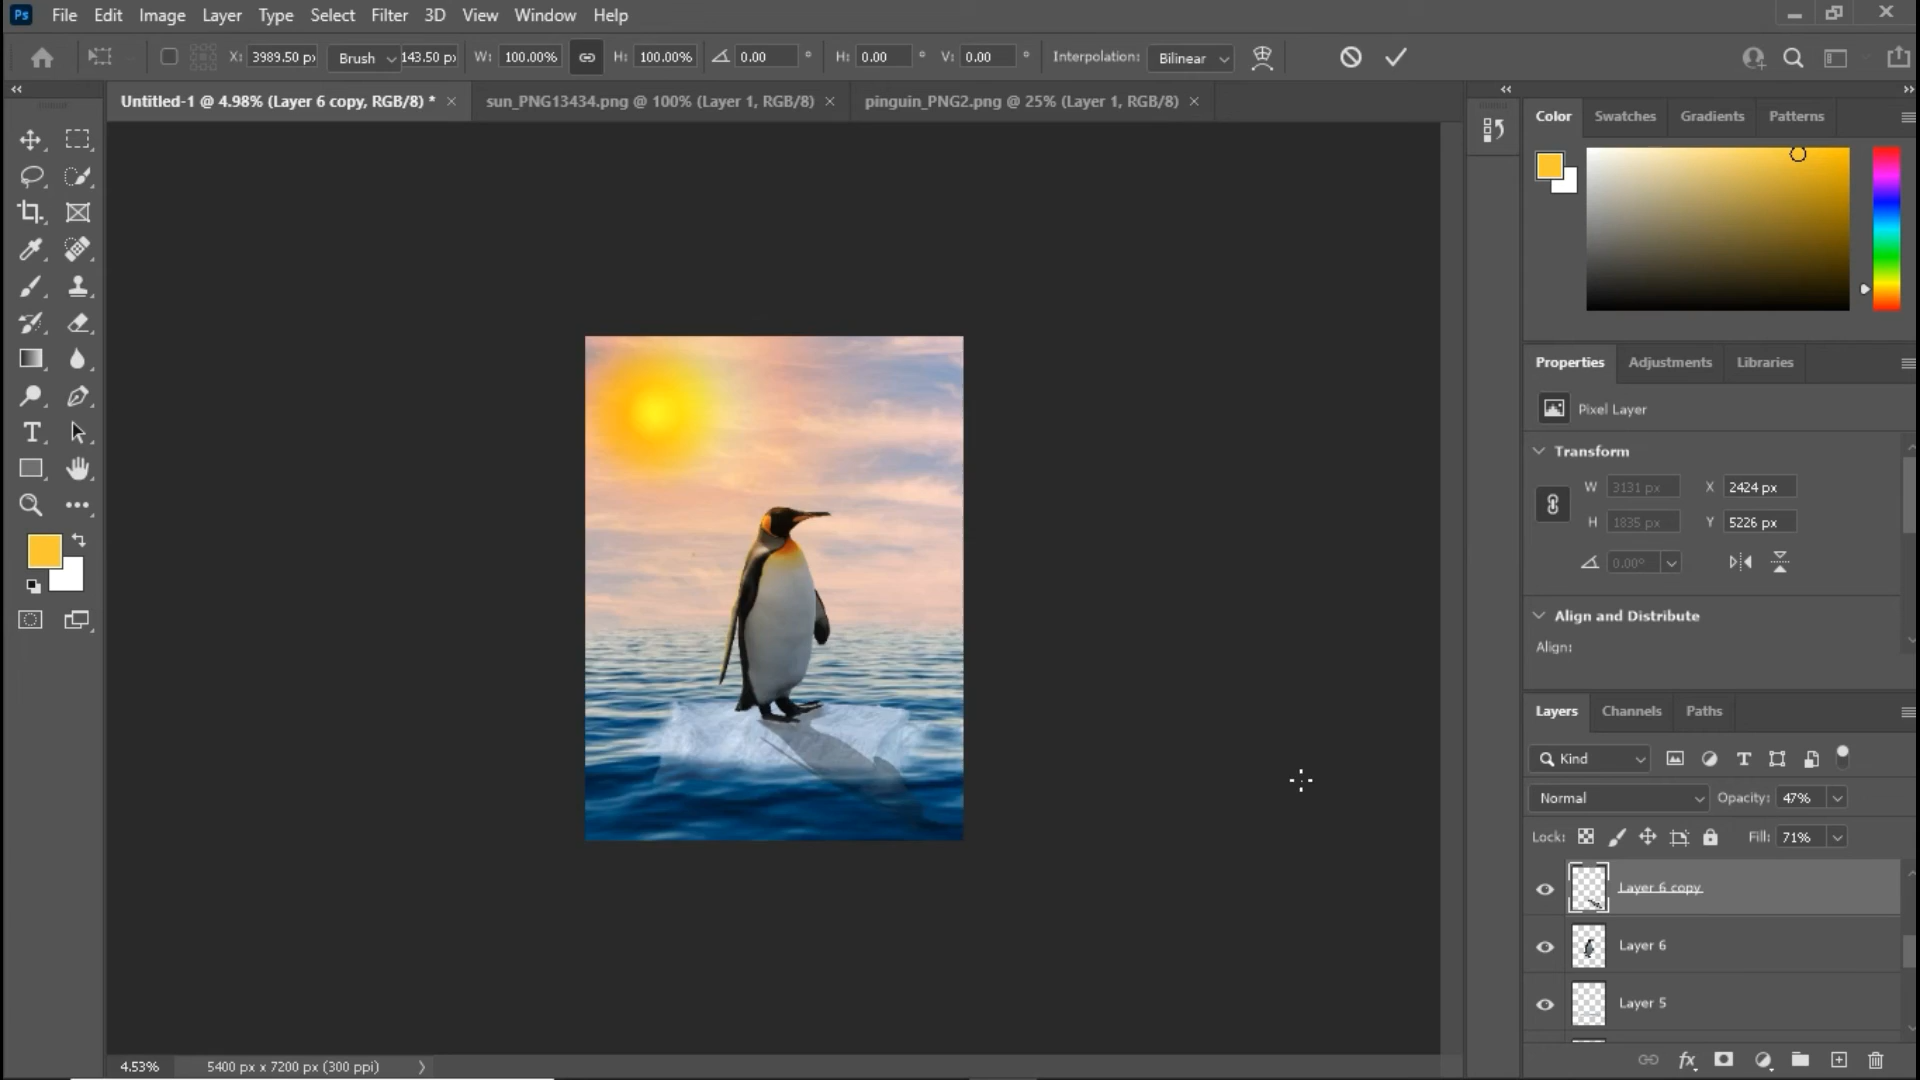 Ps File Edit Image Layer Type Select Filter 3D View Window Help
X: 3989.50 px Brush 143.50 px W: 100.00% H: 100.00% 0.00 ° H: 0.00 ° V: 0.00 ° Interpolation: Bilinear
Untitled-1 @ 4.98% (Layer 6 copy, RGB/8) * × sun_PNG13434.png @ 100% (Layer 1, RGB/8) × pinguin_PNG2.png @ 25% (Layer 1, RGB/8) ×
Color Swatches Gradients Patterns
Properties Adjustments Libraries
Pixel Layer
Transform
W 3131 px X 2424 px
H 1835 px Y 5226 px
0.00°
Align and Distribute
Align:
Layers Channels Paths
Kind
Normal Opacity: 47%
Lock: Fill: 71%
Layer 6 copy
Layer 6
Layer 5
fx
4.53% 5400 px x 7200 px (300 ppi)